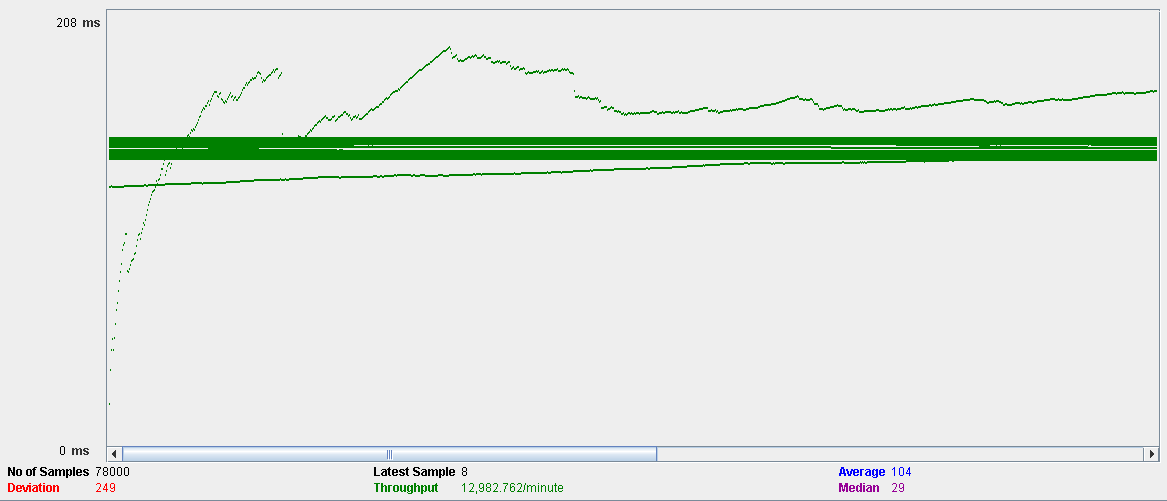 208 ms
0 ms
No of Samples 78000 Latest Sample 8 Average 104
Deviation 249 Throughput 12,982.762/minute Median 29